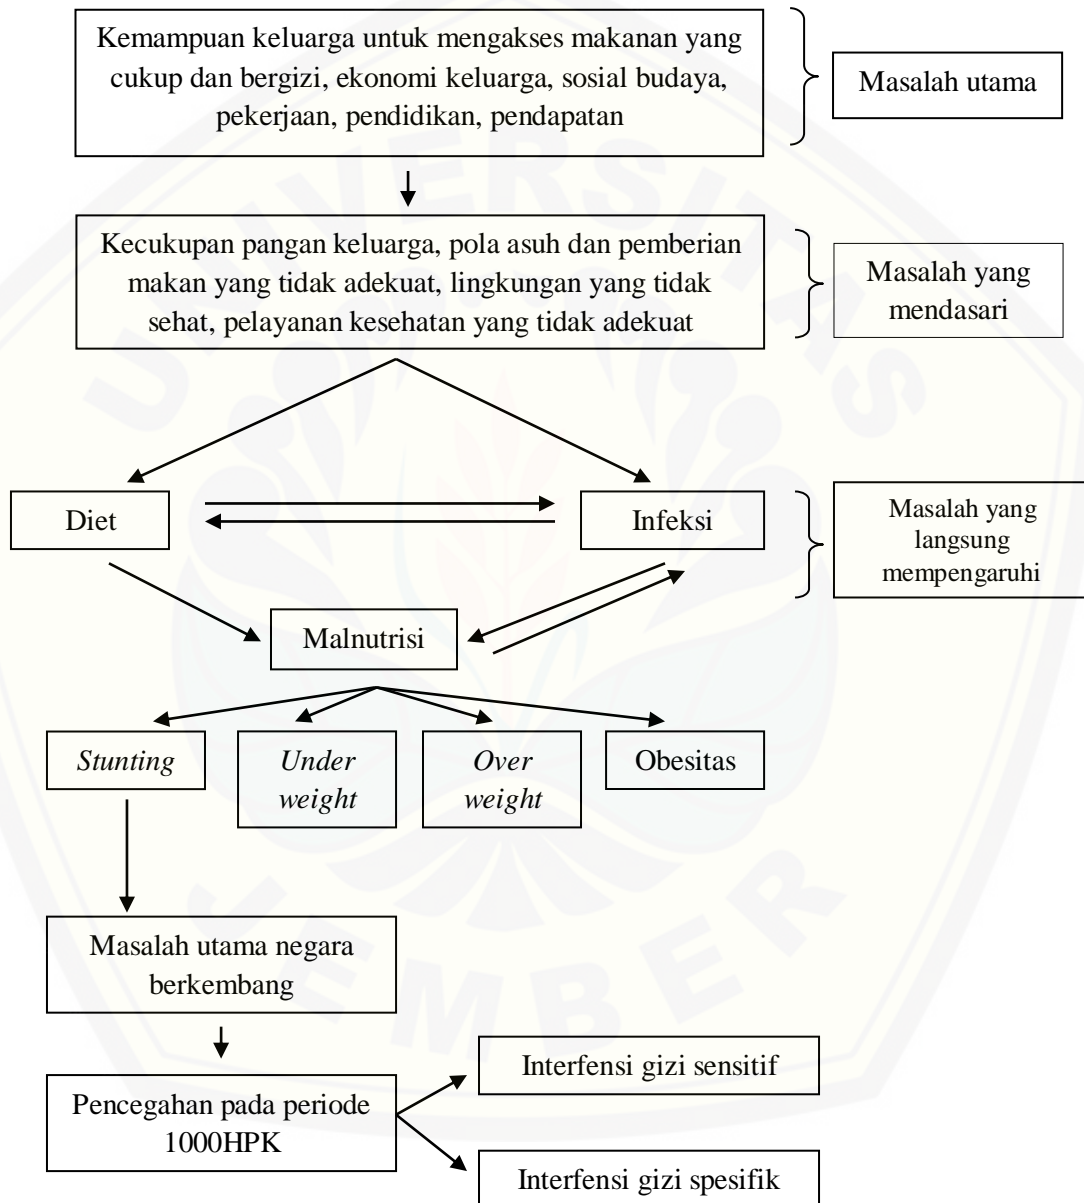 Kemampuan keluarga untuk mengakses makanan yang
cukup dan bergizi, ekonomi keluarga, sosial budaya,
pekerjaan, pendidikan, pendapatan
Masalah utama
Kecukupan pangan keluarga, pola asuh dan pemberian
makan yang tidak adekuat, lingkungan yang tidak
sehat, pelayanan kesehatan yang tidak adekuat
Masalah yang
mendasari
Diet
Infeksi
Masalah yang
langsung
mempengaruhi
Malnutrisi
Stunting
Under
weight
Over
weight
Obesitas
Masalah utama negara
berkembang
Pencegahan pada periode
1000HPK
Interfensi gizi sensitif
Interfensi gizi spesifik
UNIVERSITAS
JEMBER